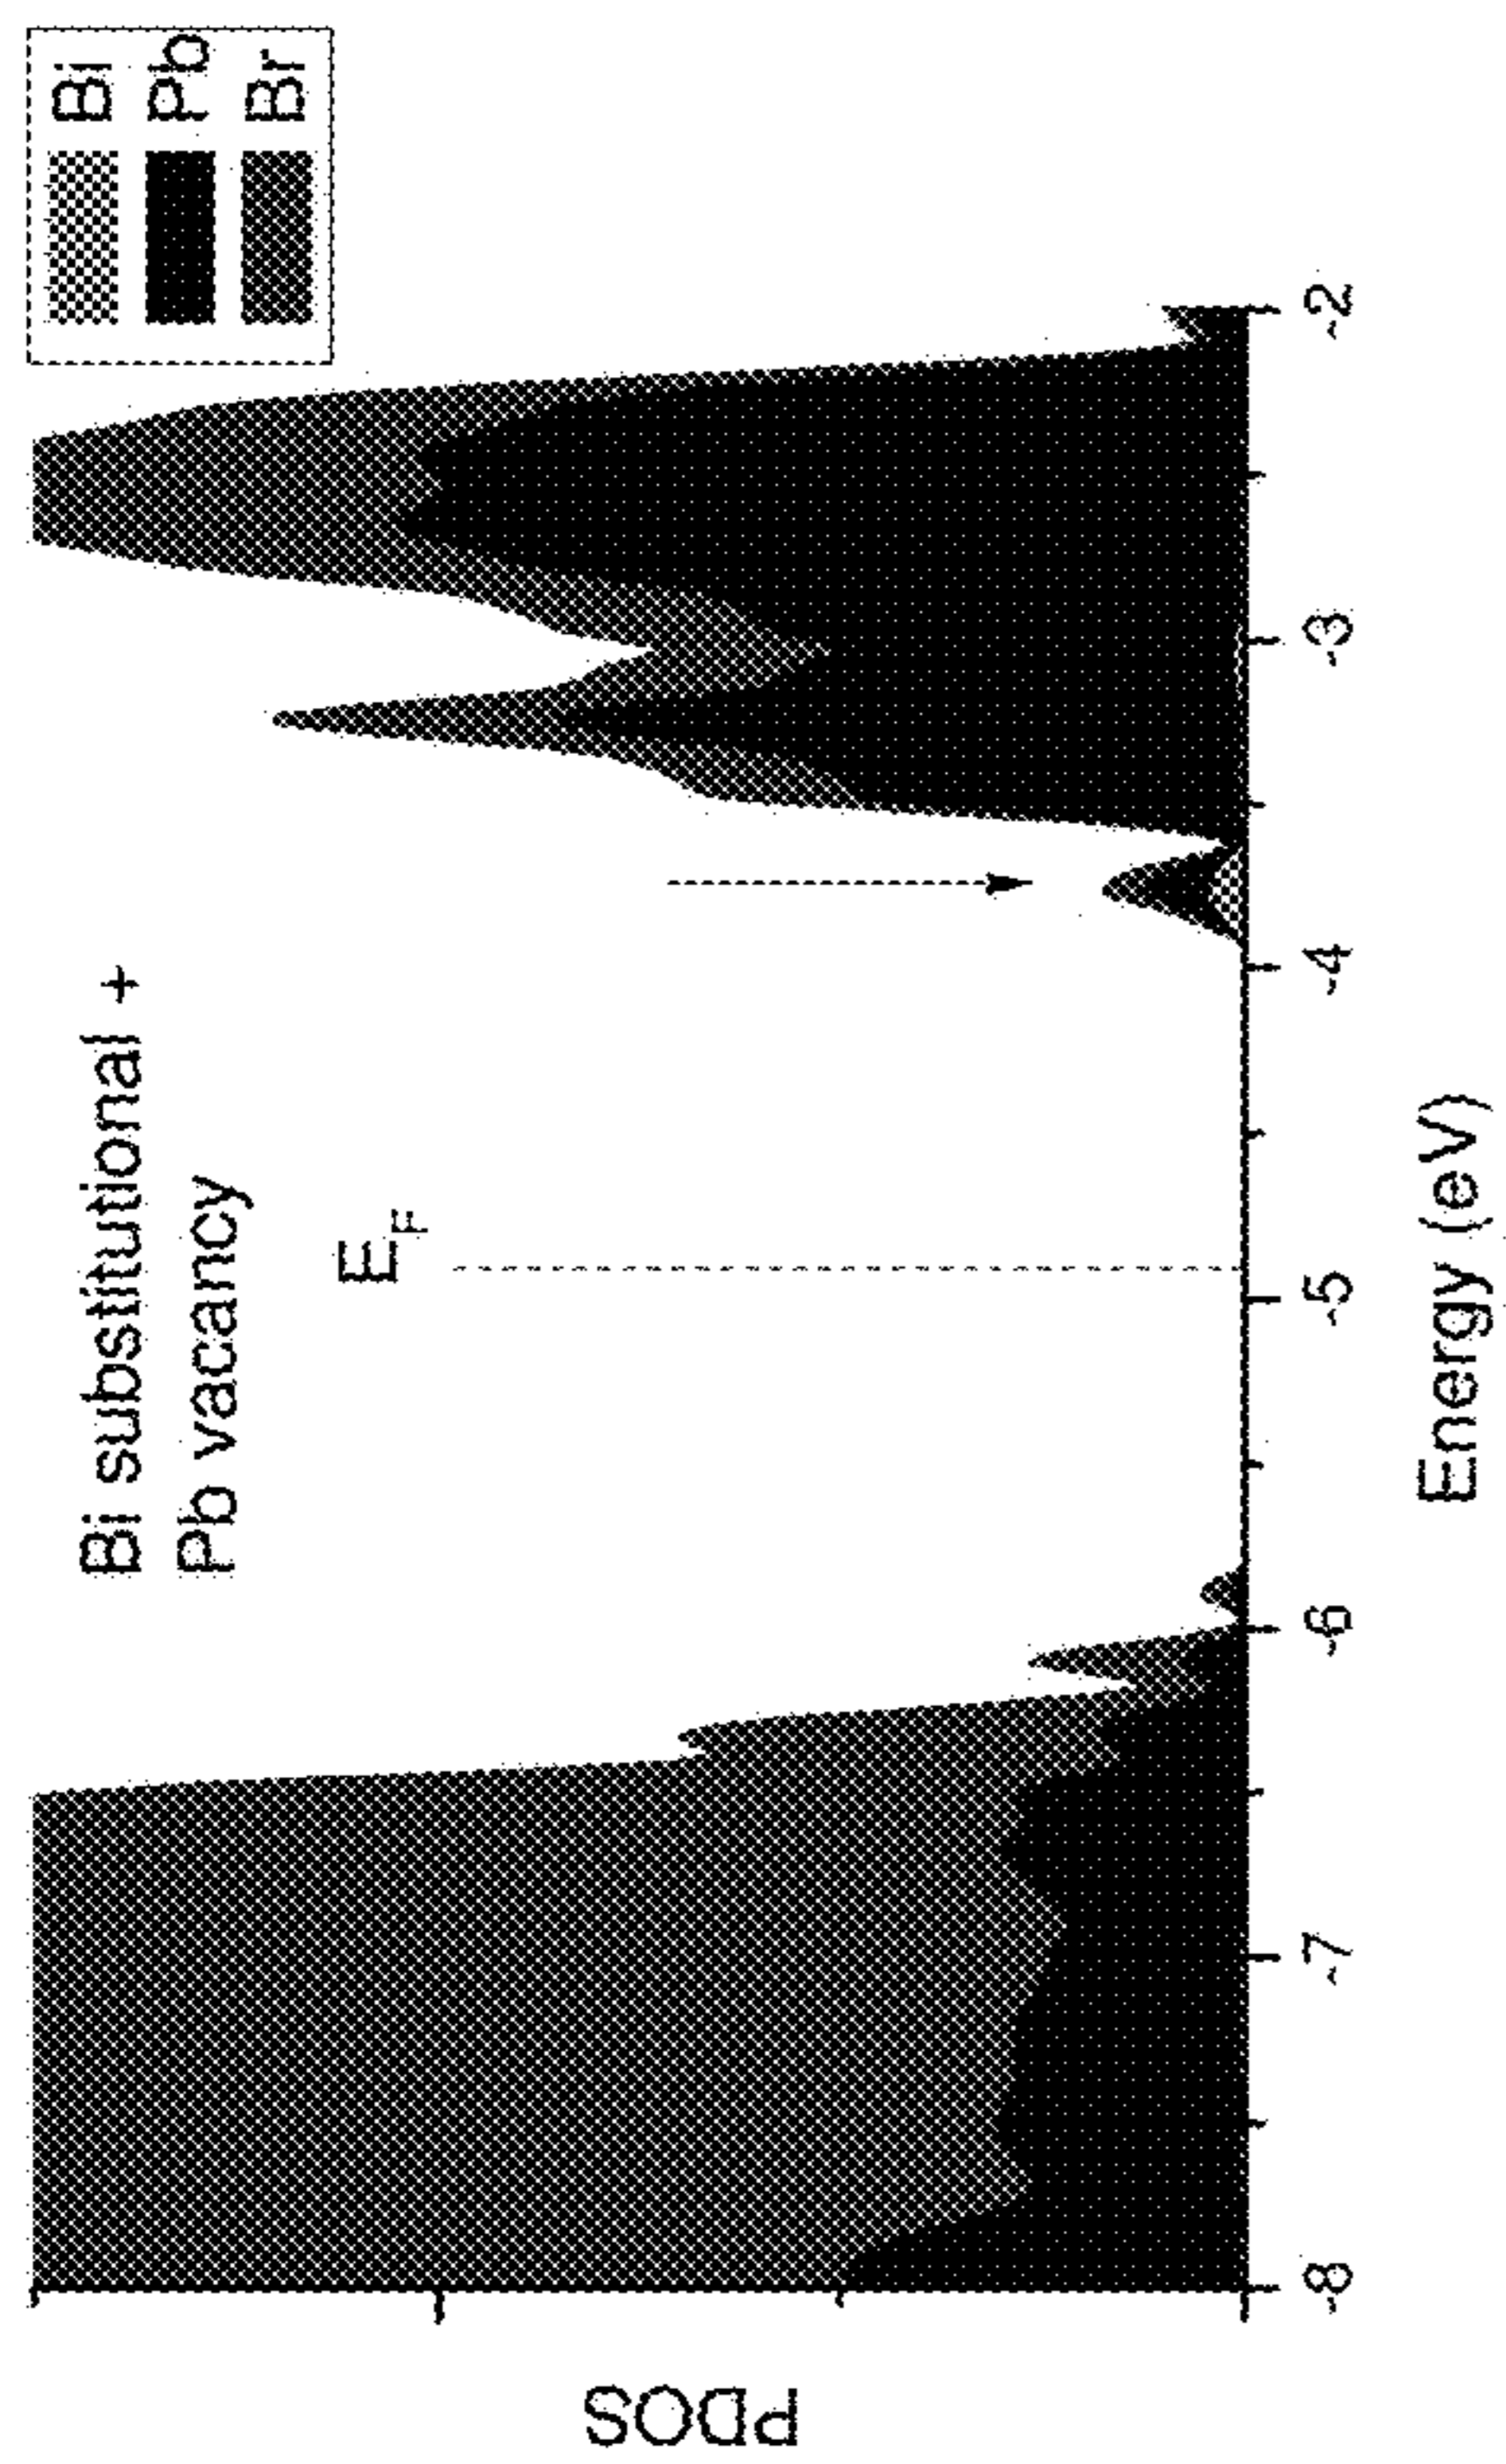 Bi substitutional +
Pb vacancy
E_F
Bi
Pb
Br
PDOS
-8
-7
-6
-5
-4
-3
-2
Energy (eV)